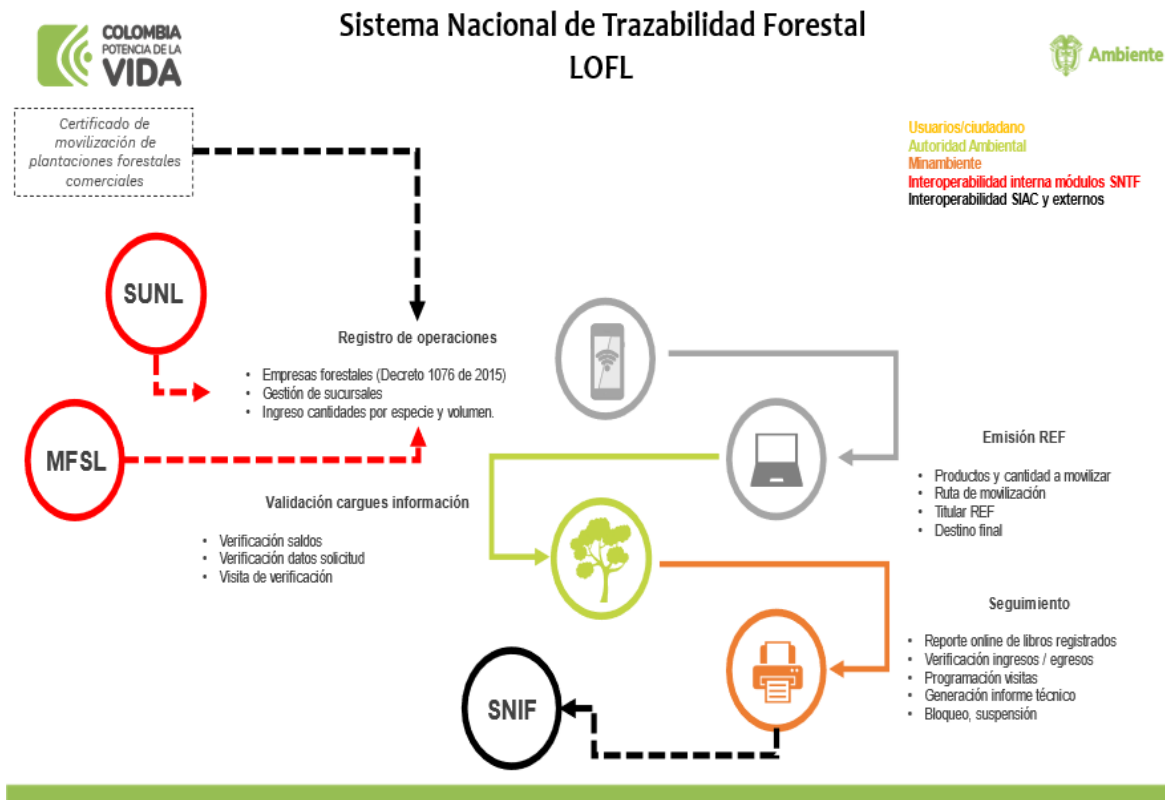 COLOMBIA
POTENCIA DE LA
VIDA
Sistema Nacional de Trazabilidad Forestal
LOFL
Ambiente
Certificado de
movilización de
plantaciones forestales
comerciales
Usuarios/ciudadano
Autoridad Ambiental
Minambiente
Interoperabilidad interna módulos SNTF
Interoperabilidad SIAC y externos
SUNL
Registro de operaciones
• Empresas forestales (Decreto 1076 de 2015)
• Gestión de sucursales
• Ingreso cantidades por especie y volumen.
MFSL
Emisión REF
• Productos y cantidad a movilizar
• Ruta de movilización
• Titular REF
• Destino final
Validación cargues información
• Verificación saldos
• Verificación datos solicitud
• Visita de verificación
Seguimiento
• Reporte online de libros registrados
• Verificación ingresos / egresos
• Programación visitas
• Generación informe técnico
• Bloqueo, suspensión
SNIF